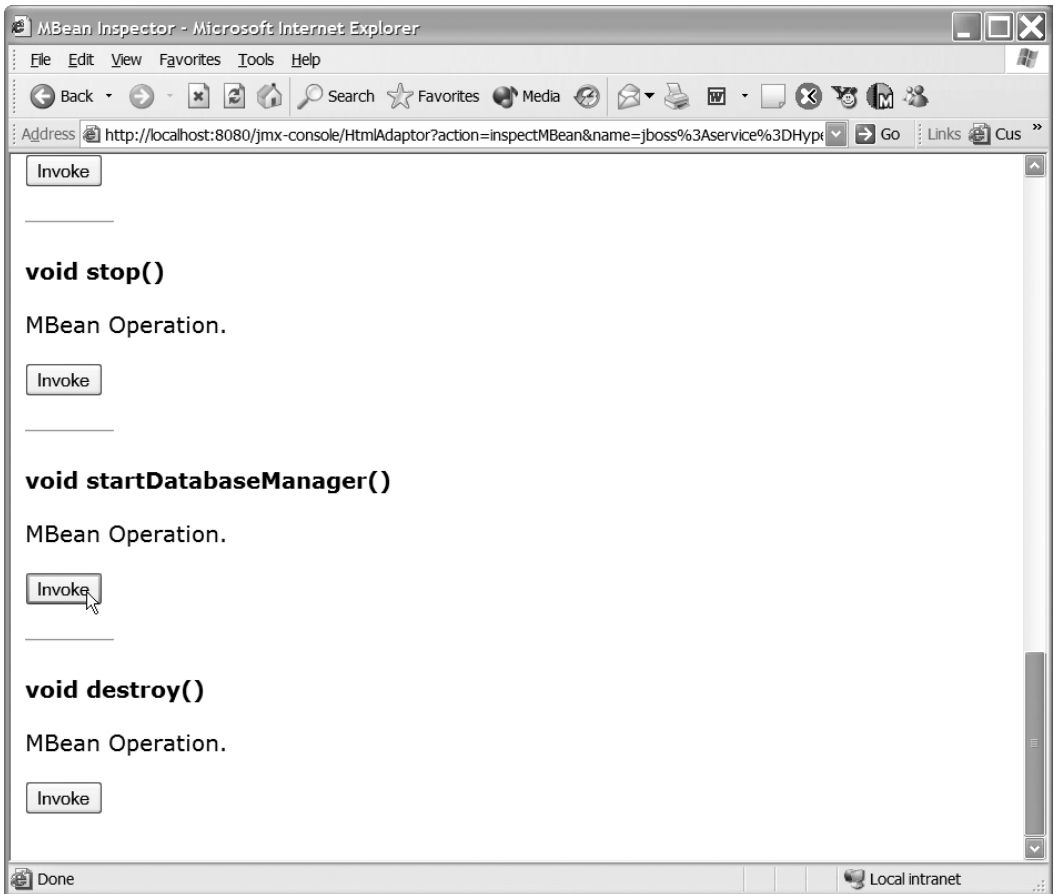 MBean Inspector - Microsoft Internet Explorer
File Edit View Favorites Tools Help
Back Search Favorites Media
Address http://localhost:8080/jmx-console/HtmlAdaptor?action=inspectMBean&name=jboss%3Aservice%3DHype Go Links Cus »
Invoke
void stop()
MBean Operation.
Invoke
void startDatabaseManager()
MBean Operation.
Invoke
void destroy()
MBean Operation.
Invoke
Done Local intranet